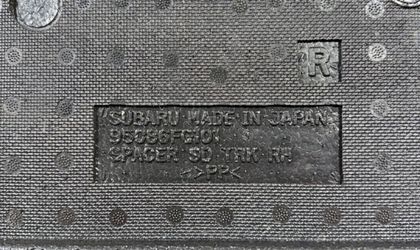 R
SUBARU MADE IN JAPAN
95086FG101
SPACER SD TRK RH
>PP<